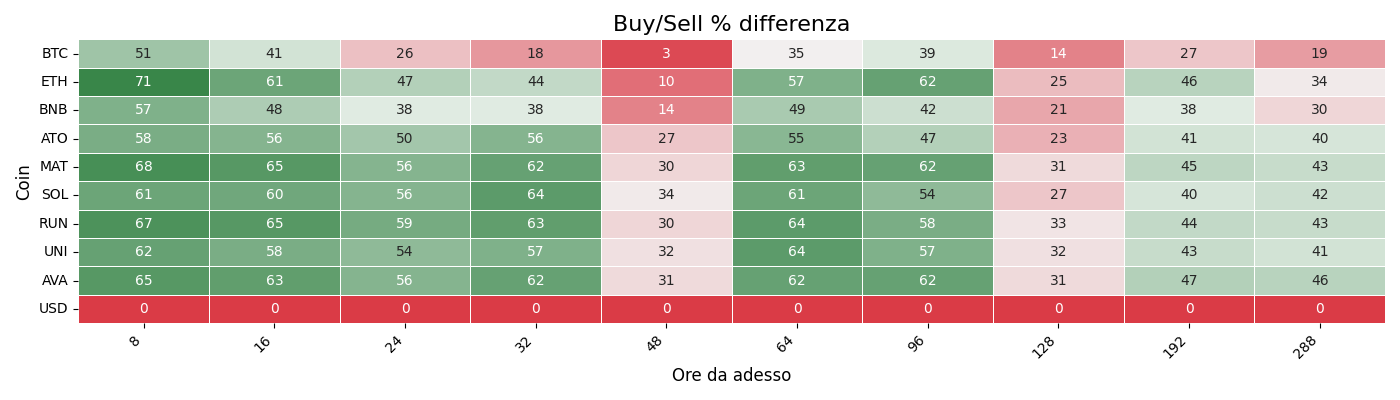 Buy/Sell % differenza
Coin
BTC 51 41 26 18 3 35 39 14 27 19
ETH 71 61 47 44 10 57 62 25 46 34
BNB 57 48 38 38 14 49 42 21 38 30
ATO 58 56 50 56 27 55 47 23 41 40
MAT 68 65 56 62 30 63 62 31 45 43
SOL 61 60 56 64 34 61 54 27 40 42
RUN 67 65 59 63 30 64 58 33 44 43
UNI 62 58 54 57 32 64 57 32 43 41
AVA 65 63 56 62 31 62 62 31 47 46
USD 0 0 0 0 0 0 0 0 0 0
8 16 24 32 48 64 96 128 192 288
Ore da adesso